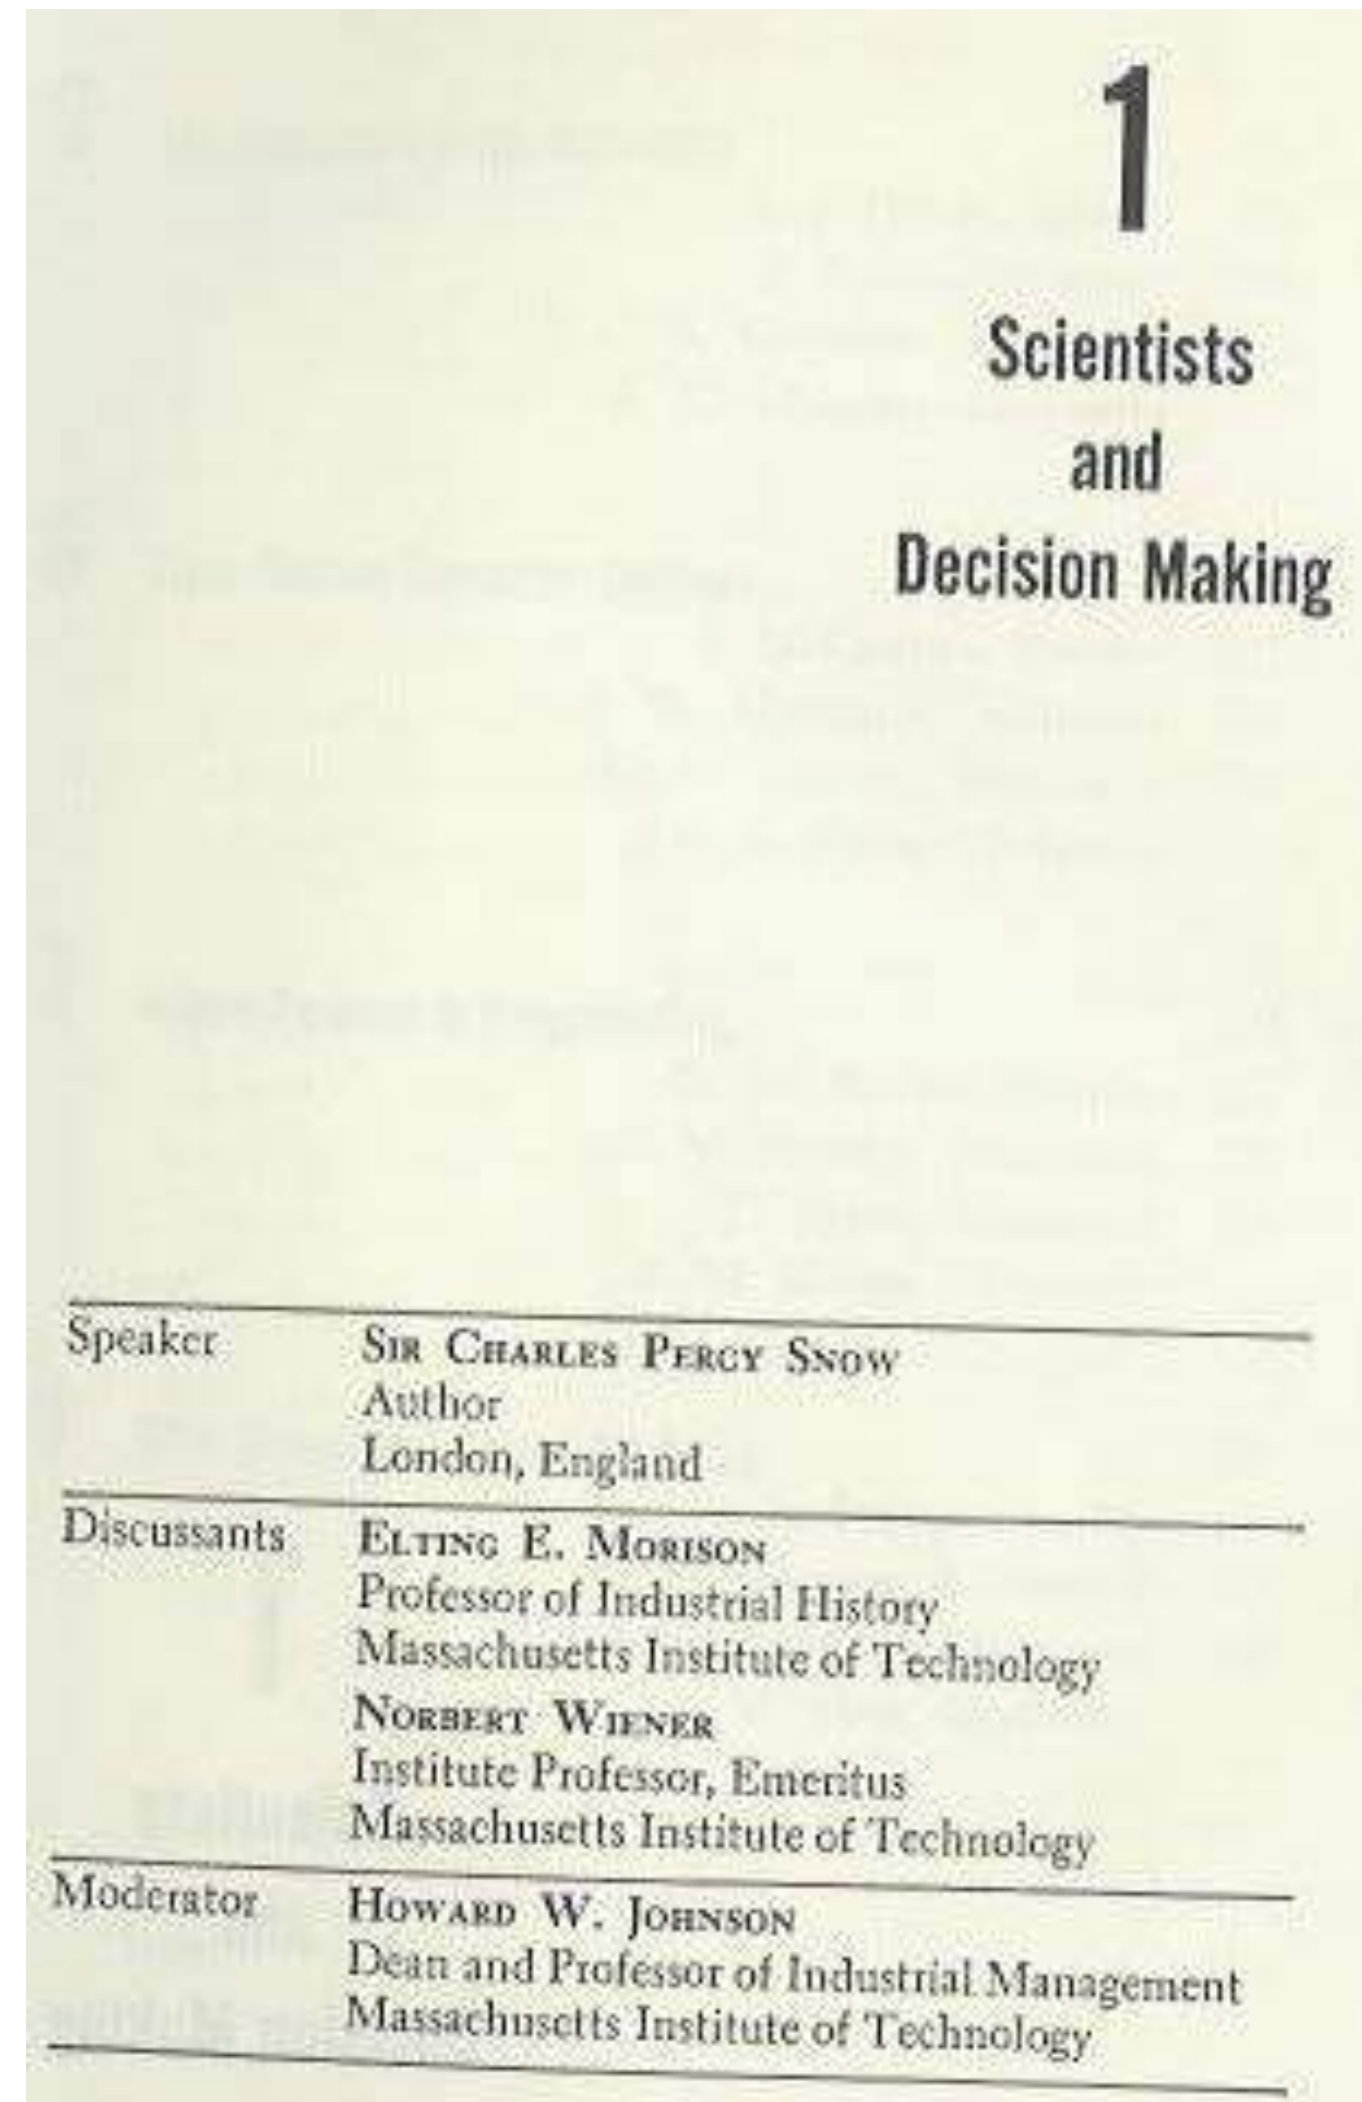 1
Scientists
and
Decision Making
Speaker
SIR CHARLES PERCY SNOW
Author
London, England
Discussants
ELTING E. MORISON
Professor of Industrial History
Massachusetts Institute of Technology
NORBERT WIENER
Institute Professor, Emeritus
Massachusetts Institute of Technology
Moderator
HOWARD W. JOHNSON
Dean and Professor of Industrial Management
Massachusetts Institute of Technology